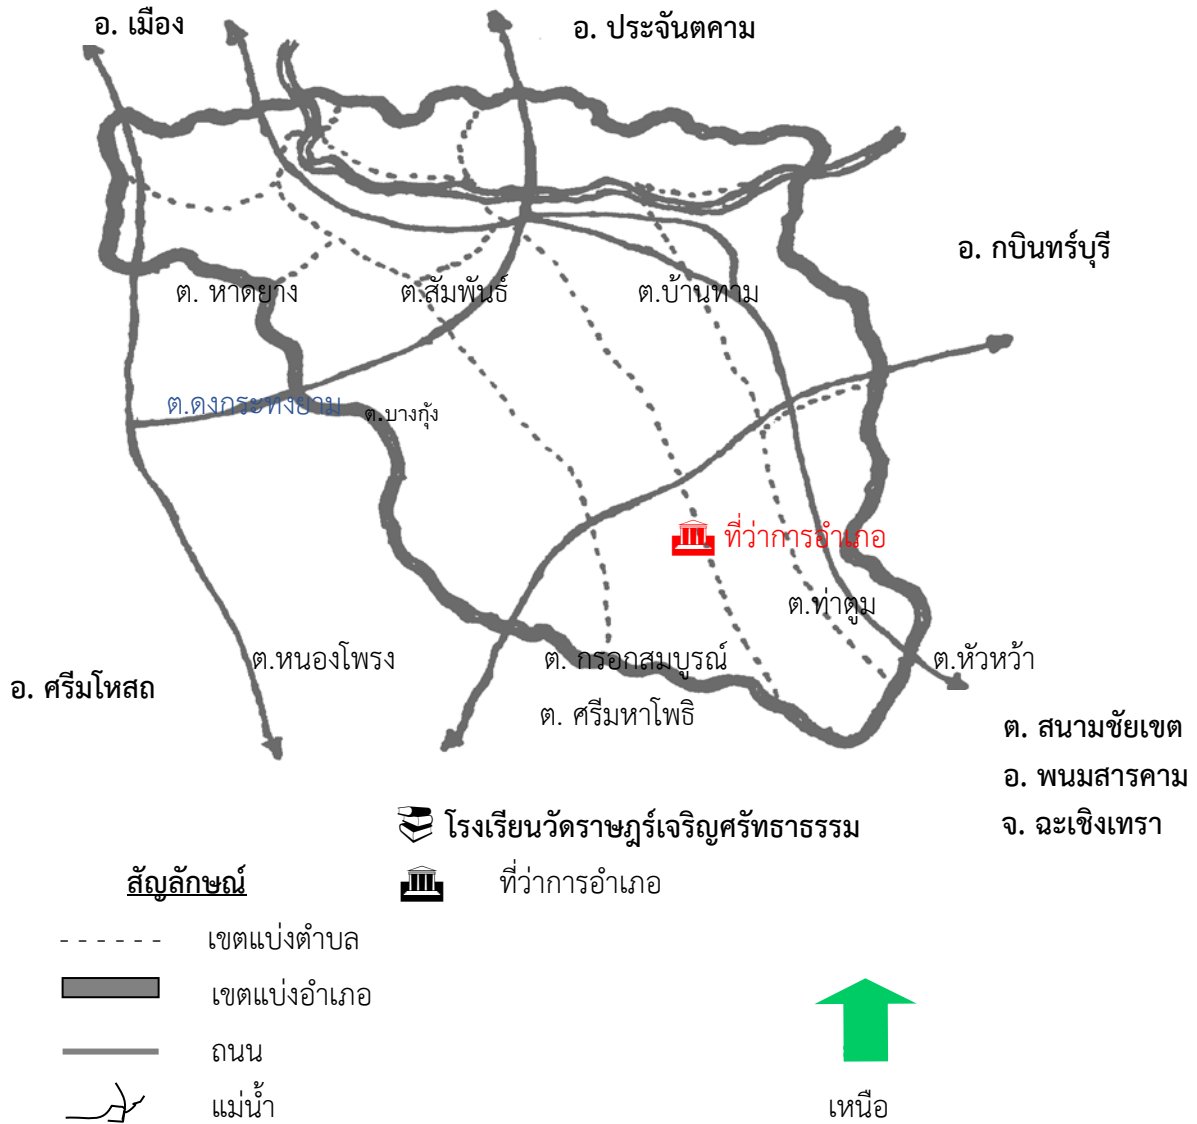 อ. เมือง
อ. ประจันตคาม
อ. กบินทร์บุรี
ต. หาดยาง
ต.สัมพันธ์
ต.บ้านทาม
ต.ดงกระทงยาม
ต.บางกุ้ง
ที่ว่าการอำเภอ
ต.ท่าตูม
ต.หนองโพรง
ต. กรอกสมบูรณ์
ต.หัวหว้า
อ. ศรีมโหสถ
ต. ศรีมหาโพธิ
ต. สนามชัยเขต
อ. พนมสารคาม
จ. ฉะเชิงเทรา
โรงเรียนวัดราษฎร์เจริญศรัทธาธรรม
สัญลักษณ์
ที่ว่าการอำเภอ
เขตแบ่งตำบล
เขตแบ่งอำเภอ
ถนน
แม่น้ำ
เหนือ